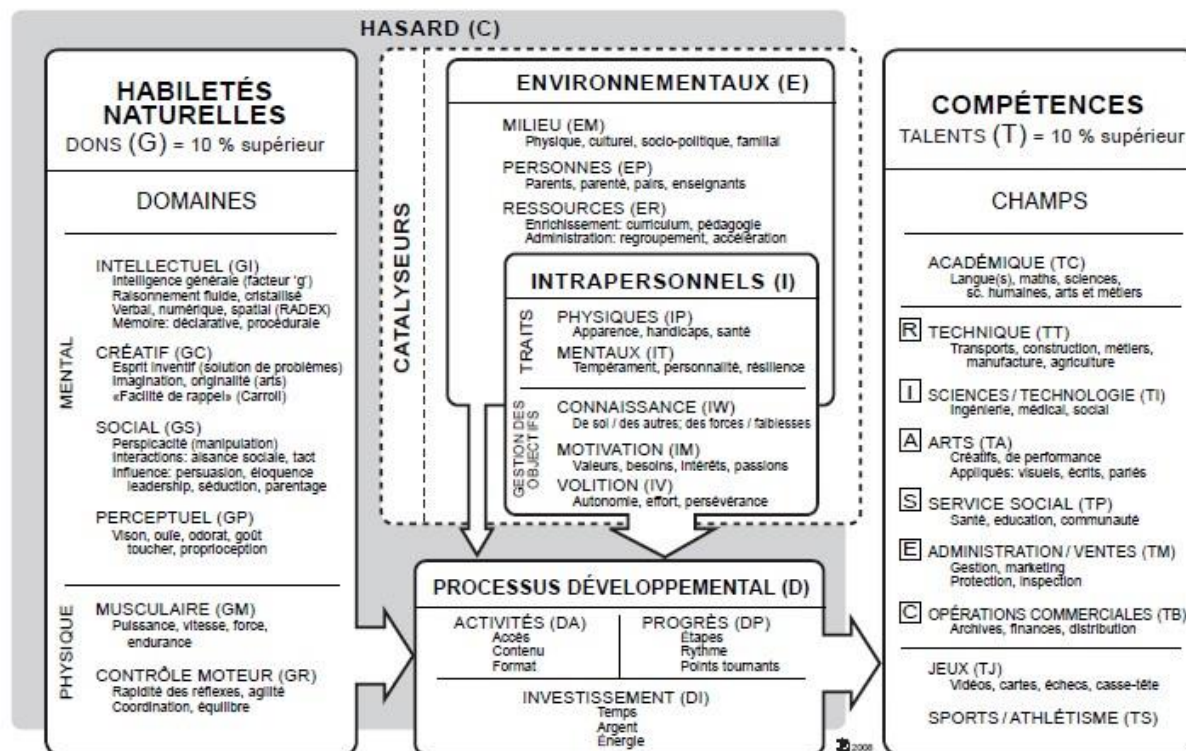 HASARD (C)
HABILETÉS
NATURELLES
DONS (G) = 10 % supérieur
DOMAINES
MENTAL
INTELLECTUEL (GI)
Intelligence générale (facteur 'g')
Raisonnement fluide, cristallisé
Verbal, numérique, spatial (RADEX)
Mémoire: déclarative, procédurale
CRÉATIF (GC)
Esprit inventif (solution de problèmes)
Imagination, originalité (arts)
«Facilité de rappel» (Carroll)
SOCIAL (GS)
Perspicacité (manipulation)
Interactions: aisance sociale, tact
Influence: persuasion, éloquence
leadership, séduction, parentage
PERCEPTUEL (GP)
Vison, ouïe, odorat, goût
toucher, proprioception
PHYSIQUE
MUSCULAIRE (GM)
Puissance, vitesse, force,
endurance
CONTRÔLE MOTEUR (GR)
Rapidité des réflexes, agilité
Coordination, équilibre
CATALYSEURS
ENVIRONNEMENTAUX (E)
MILIEU (EM)
Physique, culturel, socio-politique, familial
PERSONNES (EP)
Parents, parenté, pairs, enseignants
RESSOURCES (ER)
Enrichissement: curriculum, pédagogie
Administration: regroupement, accélération
INTRAPERSONNELS (I)
TRAITS
PHYSIQUES (IP)
Apparence, handicaps, santé
MENTAUX (IT)
Tempérament, personnalité, résilience
GESTION DES
OBJECTIFS
CONNAISSANCE (IW)
De soi / des autres; des forces / faiblesses
MOTIVATION (IM)
Valeurs, besoins, intérêts, passions
VOLITION (IV)
Autonomie, effort, persévérance
PROCESSUS DÉVELOPPEMENTAL (D)
ACTIVITÉS (DA)
Accès
Contenu
Format
PROGRÈS (DP)
Étapes
Rythme
Points tournants
INVESTISSEMENT (DI)
Temps
Argent
Énergie
2008
COMPÉTENCES
TALENTS (T) = 10 % supérieur
CHAMPS
ACADÉMIQUE (TC)
Langue(s), maths, sciences,
sc. humaines, arts et métiers
R TECHNIQUE (TT)
Transports, construction, métiers,
manufacture, agriculture
I SCIENCES / TECHNOLOGIE (TI)
Ingénierie, médical, social
A ARTS (TA)
Créatifs, de performance
Appliqués: visuels, écrits, parlés
S SERVICE SOCIAL (TP)
Santé, education, communauté
E ADMINISTRATION / VENTES (TM)
Gestion, marketing
Protection, inspection
C OPÉRATIONS COMMERCIALES (TB)
Archives, finances, distribution
JEUX (TJ)
Vidéos, cartes, échecs, casse-tête
SPORTS / ATHLÉTISME (TS)